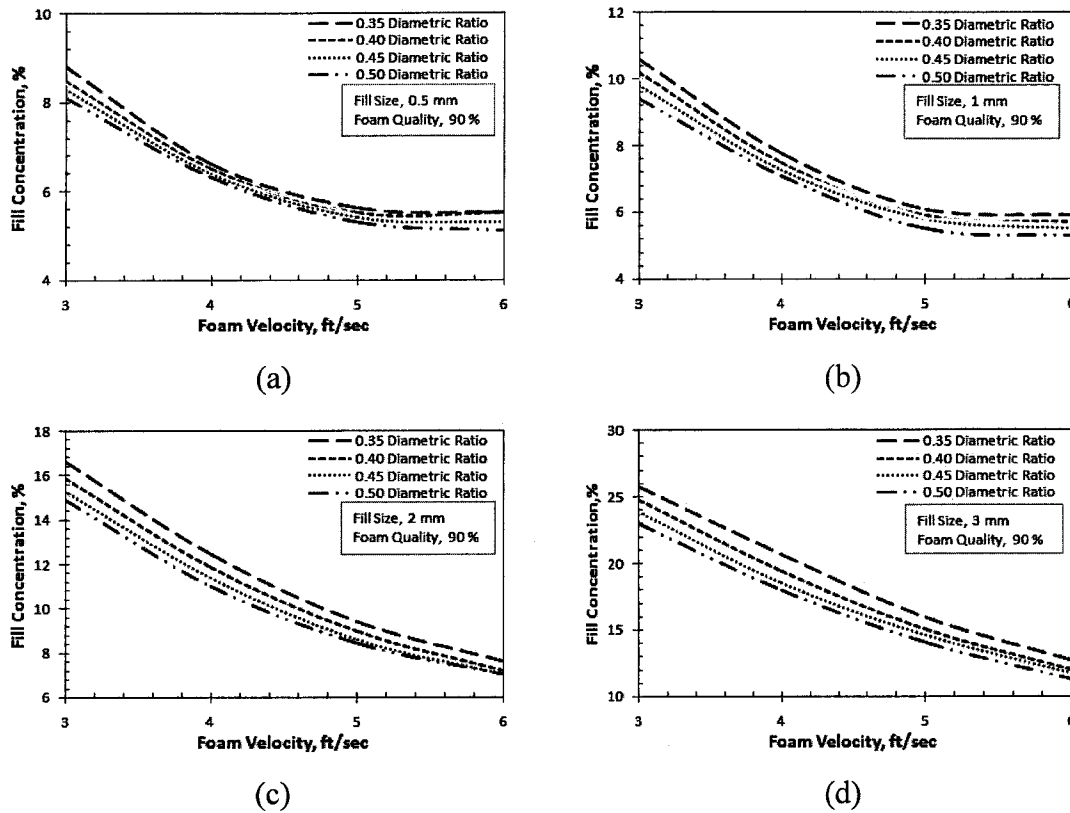 10
8
6
4
Fill Concentration, %
0.35 Diametric Ratio
0.40 Diametric Ratio
0.45 Diametric Ratio
0.50 Diametric Ratio
Fill Size, 0.5 mm
Foam Quality, 90 %
3 4 5 6
Foam Velocity, ft/sec
(a)
12
10
8
6
4
Fill Concentration, %
0.35 Diametric Ratio
0.40 Diametric Ratio
0.45 Diametric Ratio
0.50 Diametric Ratio
Fill Size, 1 mm
Foam Quality, 90 %
3 4 5 6
Foam Velocity, ft/sec
(b)
18
16
14
12
10
8
6
Fill Concentration, %
0.35 Diametric Ratio
0.40 Diametric Ratio
0.45 Diametric Ratio
0.50 Diametric Ratio
Fill Size, 2 mm
Foam Quality, 90 %
3 4 5 6
Foam Velocity, ft/sec
(c)
30
25
20
15
10
Fill Concentration, %
0.35 Diametric Ratio
0.40 Diametric Ratio
0.45 Diametric Ratio
0.50 Diametric Ratio
Fill Size, 3 mm
Foam Quality, 90 %
3 4 5 6
Foam Velocity, ft/sec
(d)